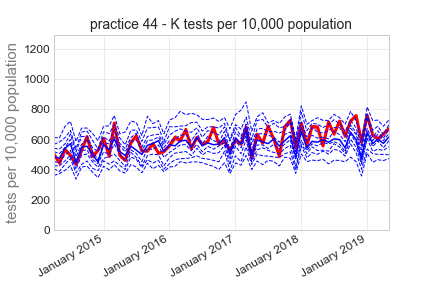 practice 44 - K tests per 10,000 population
tests per 10,000 population
1200
1000
800
600
400
200
0
January 2015
January 2016
January 2017
January 2018
January 2019